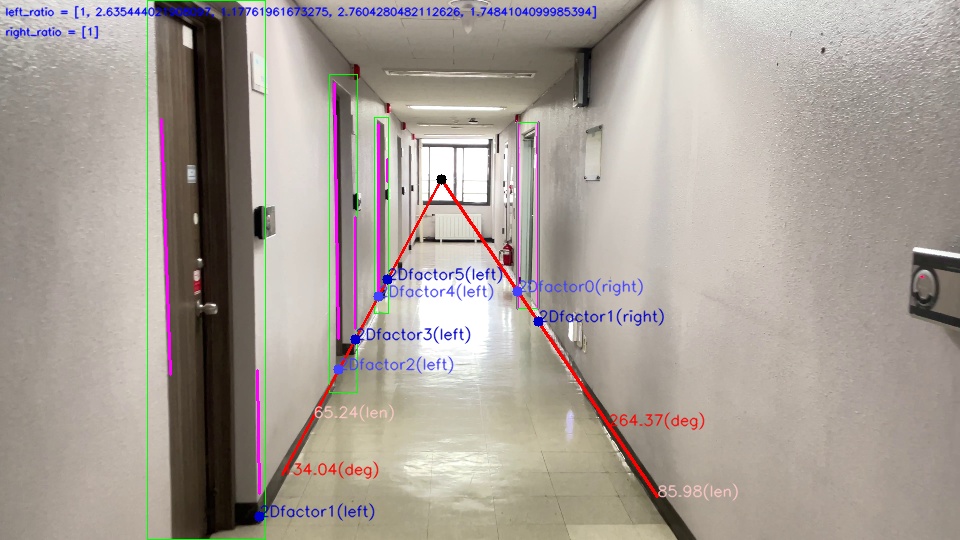 left_ratio = [1, 1.17761961673275, 2.7604280482112626, 1.7484104099985394]
right_ratio = [1]
2Dfactor5(left)
2Dfactor4(left)
2Dfactor0(right)
2Dfactor1(right)
2Dfactor3(left)
2Dfactor2(left)
65.24(len)
264.37(deg)
434.04(deg)
85.98(len)
2Dfactor1(left)